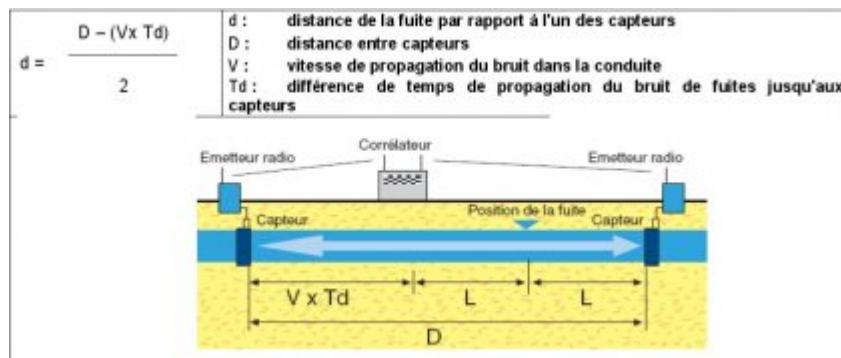 d = D – (Vx Td)
2
d : distance de la fuite par rapport à l'un des capteurs
D : distance entre capteurs
V : vitesse de propagation du bruit dans la conduite
Td : différence de temps de propagation du bruit de fuites jusqu'aux
capteurs
Corrélateur
Emetteur radio Emetteur radio
Position de la fuite
Capteur Capteur
V x Td L L
D